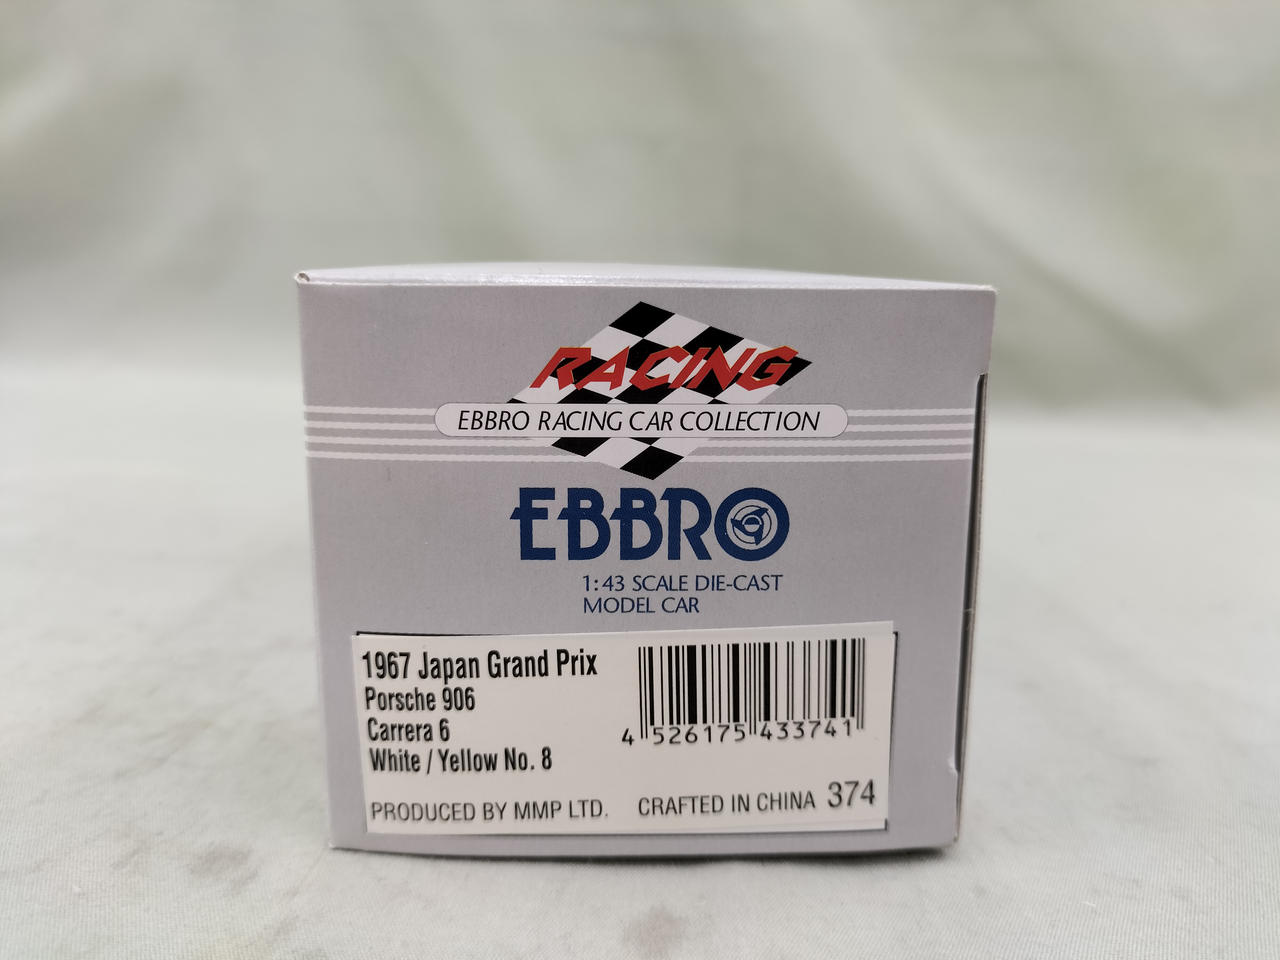 RACING
EBBRO RACING CAR COLLECTION
EBBRO
1:43 SCALE DIE-CAST
MODEL CAR
1967 Japan Grand Prix
Porsche 906
Carrera 6
White / Yellow No. 8
4 526175 433741
PRODUCED BY MMP LTD. CRAFTED IN CHINA 374